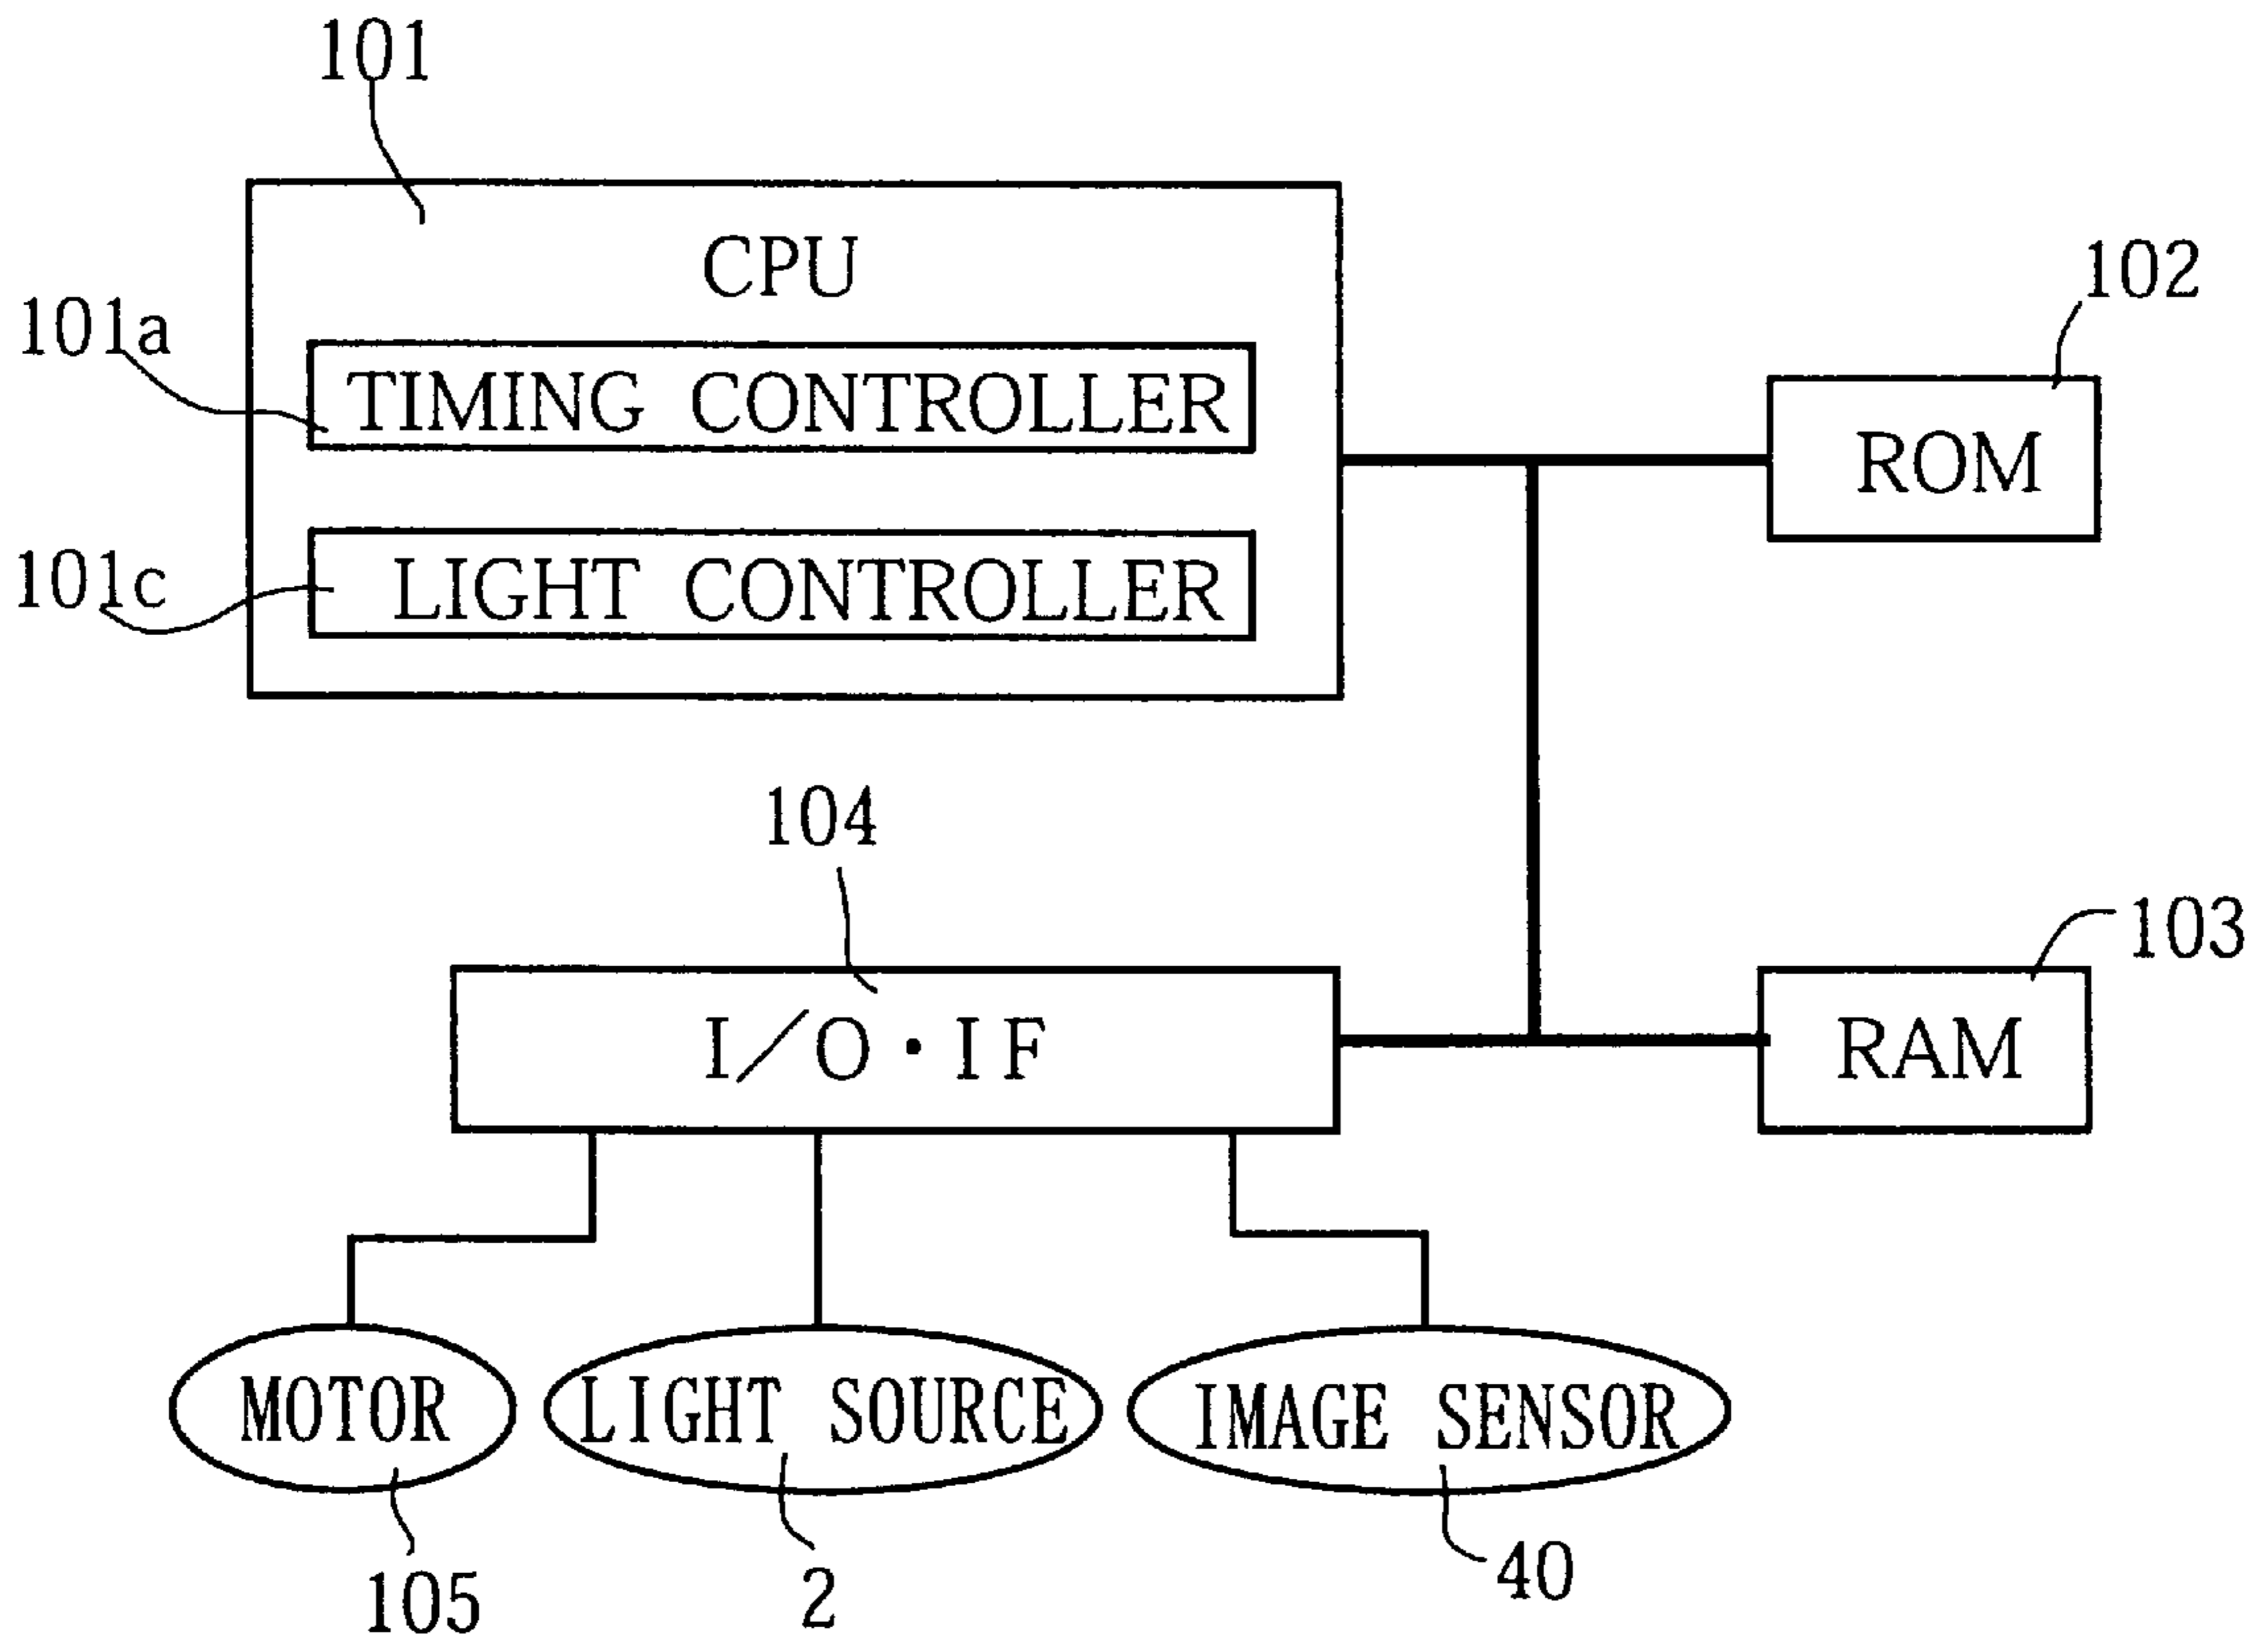 101
CPU
102
101a
TIMING CONTROLLER
ROM
101c
LIGHT CONTROLLER
104
103
I/O・IF
RAM
MOTOR
LIGHT SOURCE
IMAGE SENSOR
105
2
40